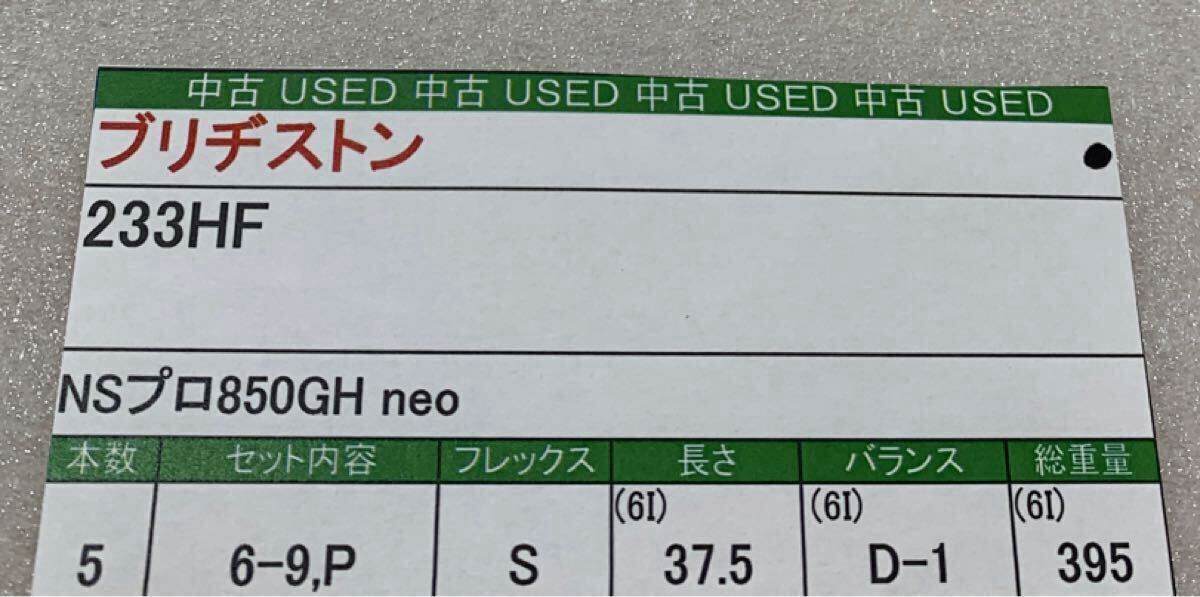 中古 USED 中古 USED 中古 USED 中古 USED
ブリヂストン
233HF
NSプロ850GH neo
本数 セット内容 フレックス 長さ バランス 総重量
(6I) (6I) (6I)
5 6-9,P S 37.5 D-1 395